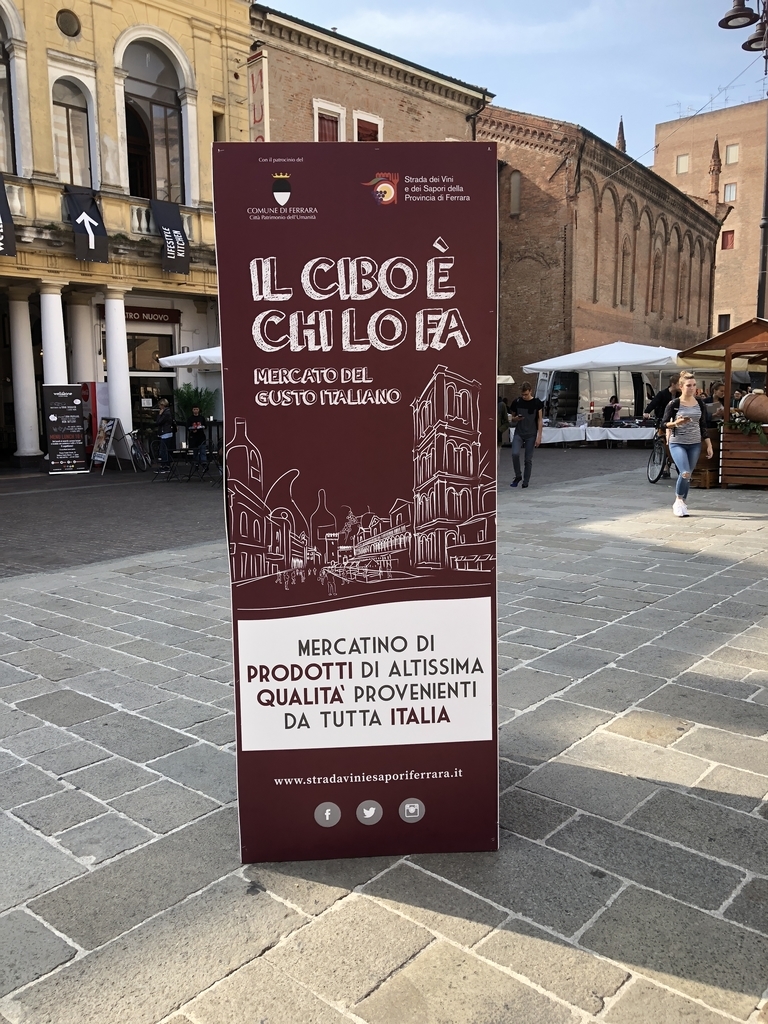 Con il patrocinio del
COMUNE DI FERRARA
Città Patrimonio dell'Umanità
Strada dei Vini
e dei Sapori della
Provincia di Ferrara
IL CIBO È
CHI LO FA
MERCATO DEL
GUSTO ITALIANO
MERCATINO DI
PRODOTTI DI ALTISSIMA
QUALITA' PROVENIENTI
DA TUTTA ITALIA
www.stradaviniesaporiferrara.it
LIFESTYLE
KITCHEN
TRO NUOVO